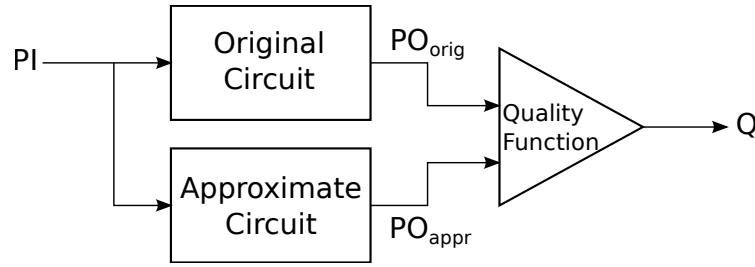 PI
Original
Circuit
PO_orig
Quality
Function
Q
Approximate
Circuit
PO_appr